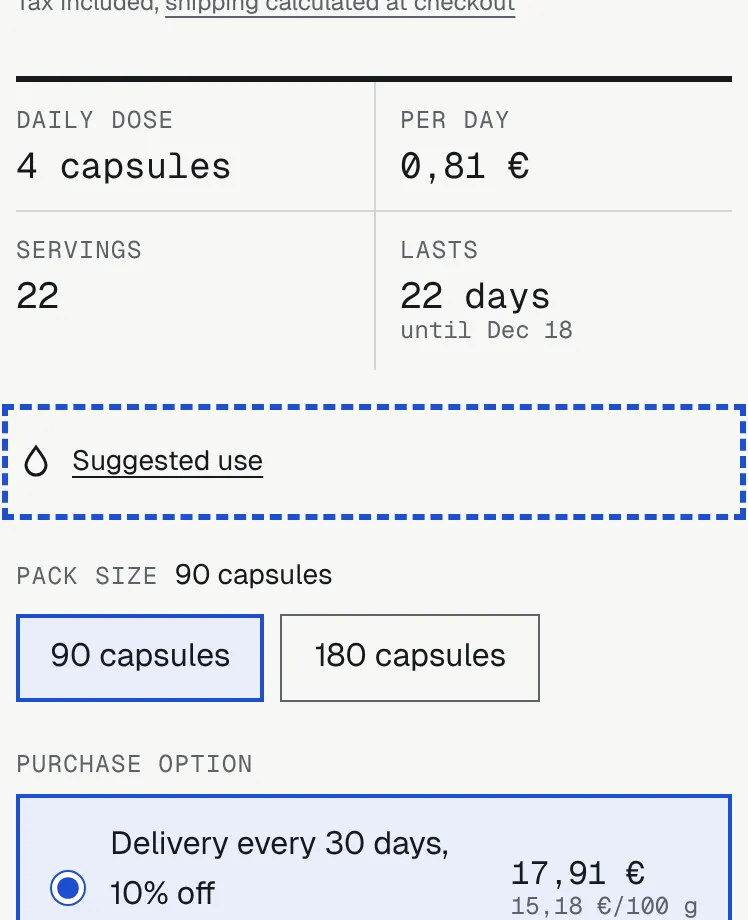 Tax included, shipping calculated at checkout
DAILY DOSE
4 capsules
PER DAY
0,81 €
SERVINGS
22
LASTS
22 days
until Dec 18
Suggested use
PACK SIZE 90 capsules
90 capsules
180 capsules
PURCHASE OPTION
Delivery every 30 days,
10% off
17,91 €
15,18 €/100 g